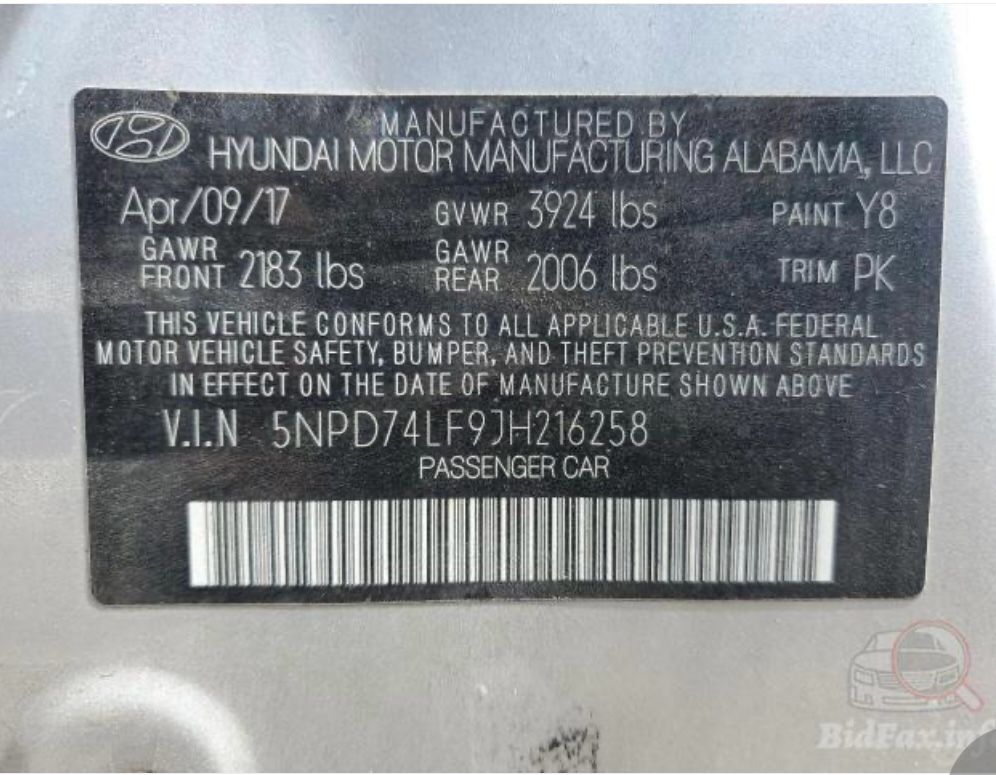 MANUFACTURED BY
HYUNDAI MOTOR MANUFACTURING ALABAMA, LLC
Apr/09/17 GVWR 3924 lbs PAINT Y8
GAWR FRONT 2183 lbs GAWR REAR 2006 lbs TRIM PK
THIS VEHICLE CONFORMS TO ALL APPLICABLE U.S.A. FEDERAL
MOTOR VEHICLE SAFETY, BUMPER, AND THEFT PREVENTION STANDARDS
IN EFFECT ON THE DATE OF MANUFACTURE SHOWN ABOVE
V.I.N 5NPD74LF9JH216258
PASSENGER CAR